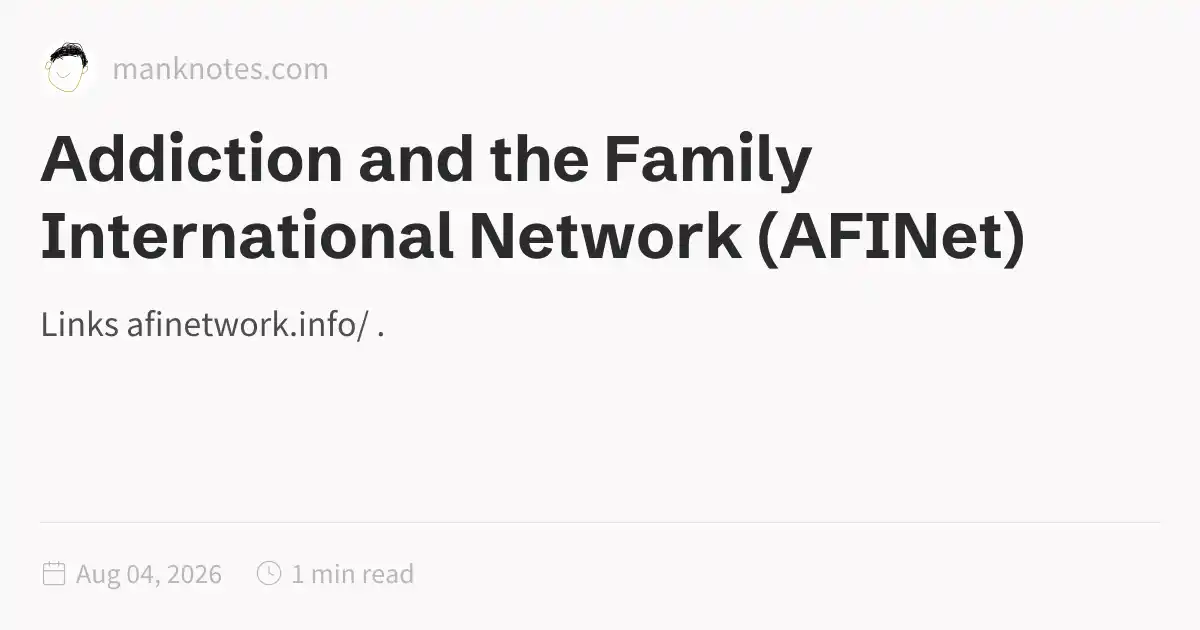 manknotes.com
Addiction and the Family
International Network (AFINet)
Links afinetwork.info/ .
Aug 04, 2026
1 min read